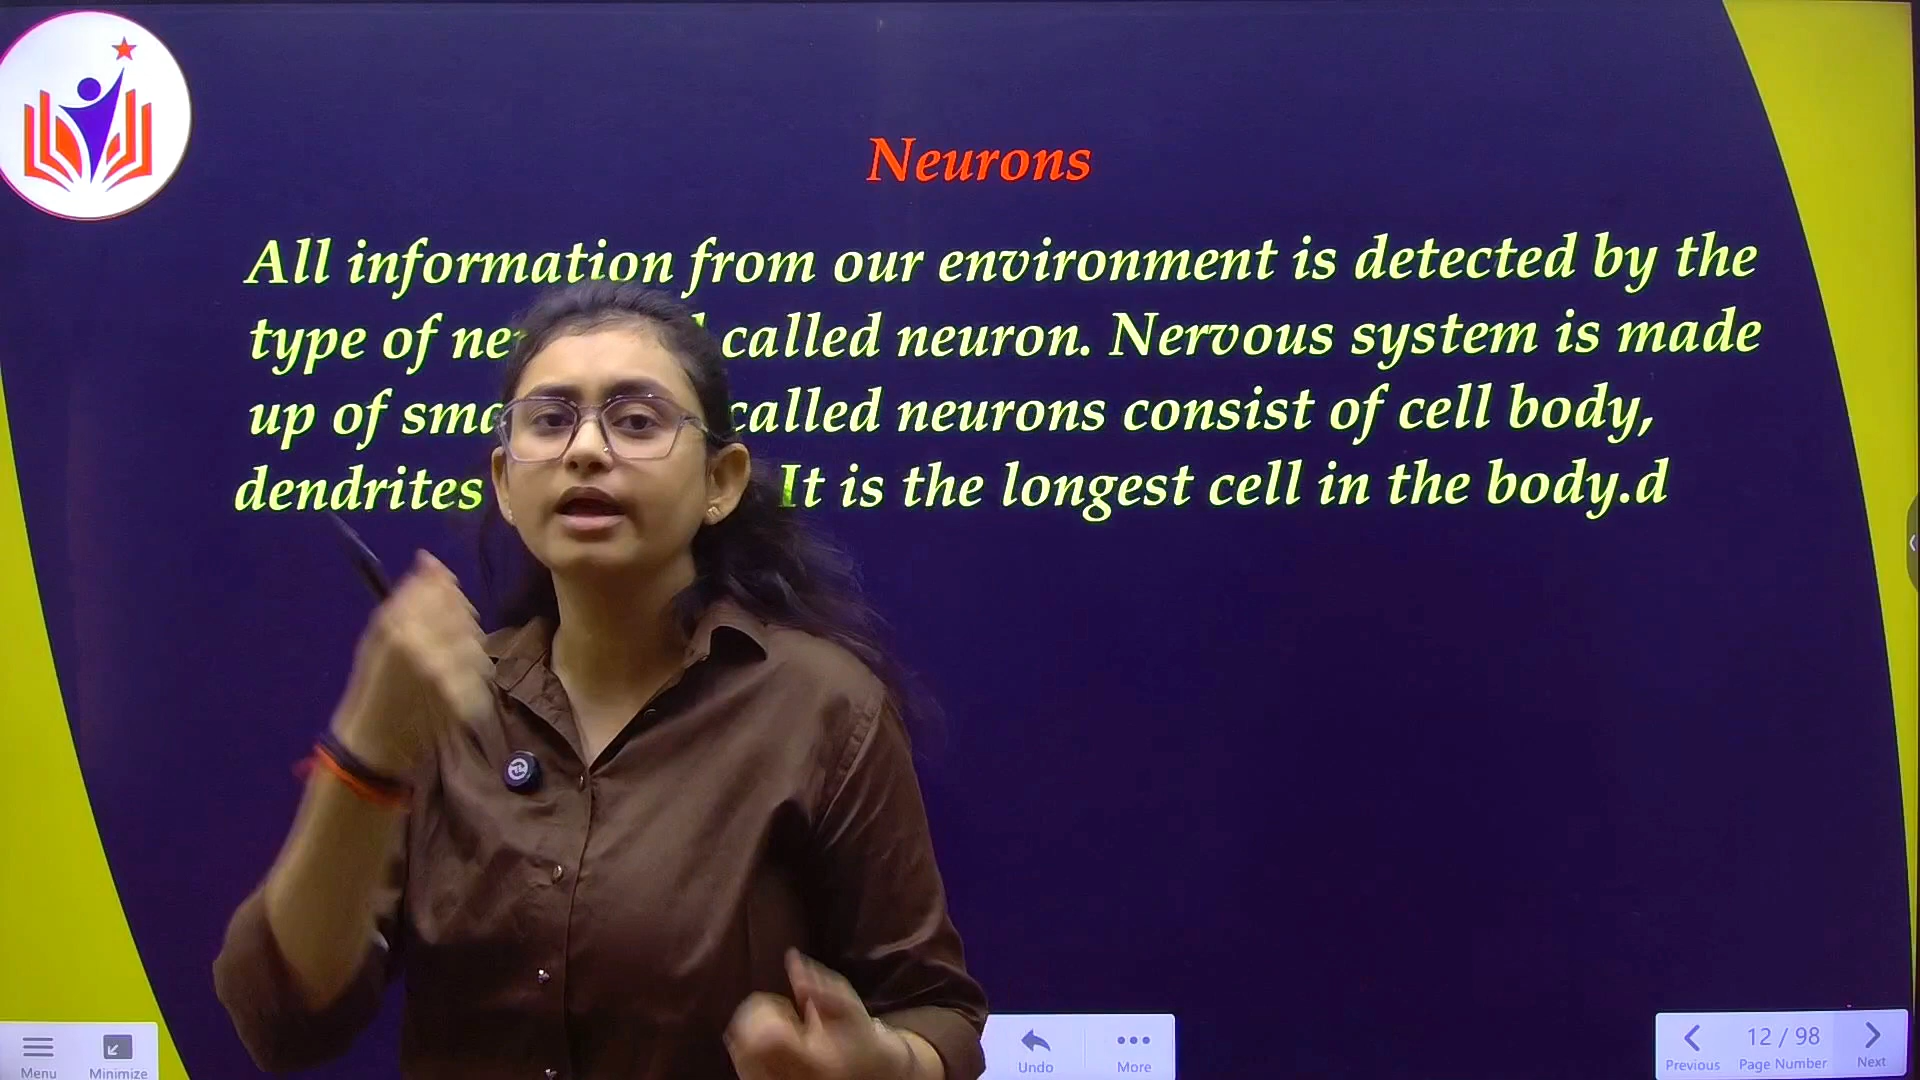 Neurons
All information from our environment is detected by the
type of called neuron. Nervous system is made
up of called neurons consist of cell body,
dendrites It is the longest cell in the body.d
Menu
Minimize
Undo
More
Previous
12 / 98
Page Number
Next